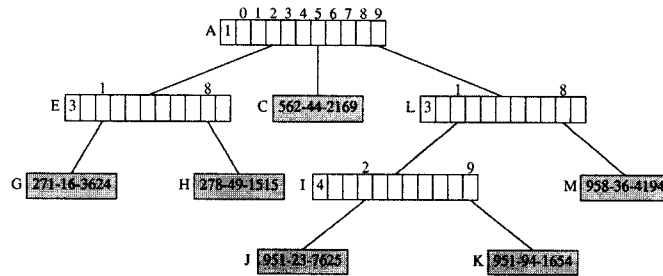 0 1 2 3 4 5 6 7 8 9
A 1
1 8 1 8
E 3 C 562-44-2169 L 3
2 9
G 271-16-3624 H 278-49-1515 I 4 M 958-36-4194
J 951-23-7625 K 951-94-1654